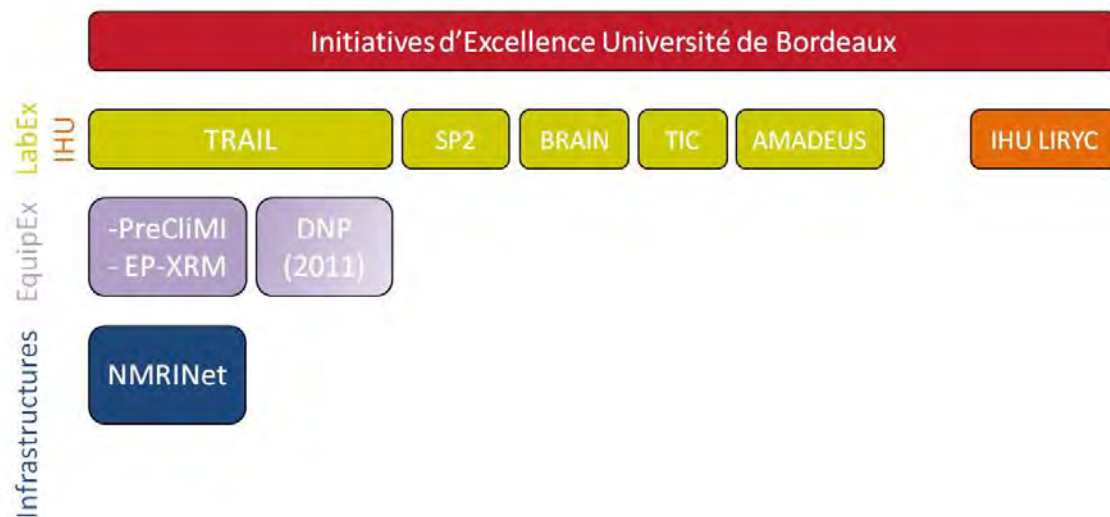 Initiatives d'Excellence Université de Bordeaux
LabEx
IHU
TRAIL
SP2
BRAIN
TIC
AMADEUS
IHU LIRYC
EquipEx
-PreCliMI
- EP-XRM
DNP
(2011)
Infrastructures
NMRINet